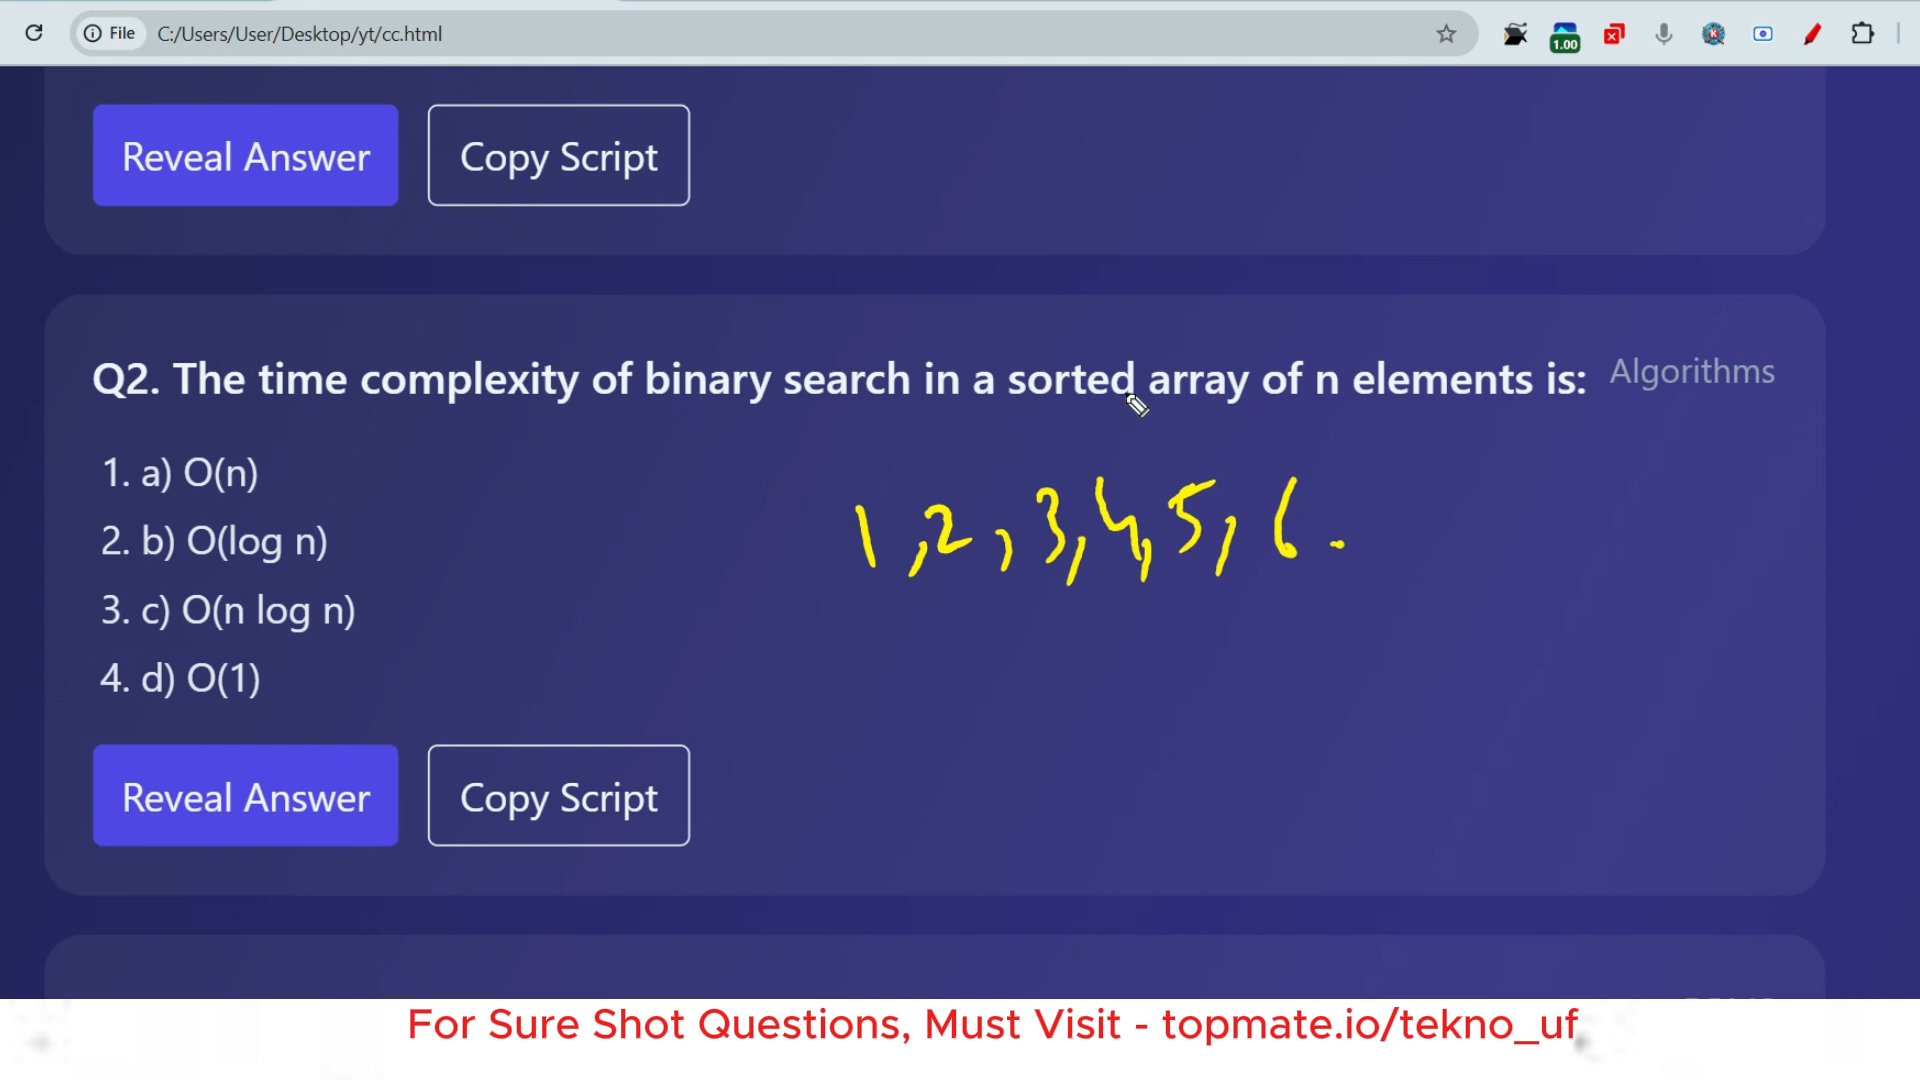 File C:/Users/User/Desktop/yt/cc.html
1.00
Reveal Answer Copy Script
Q2. The time complexity of binary search in a sorted array of n elements is: Algorithms
1. a) O(n)
2. b) O(log n)
1, 2, 3, 4, 5, 6.
3. c) O(n log n)
4. d) O(1)
Reveal Answer Copy Script
For Sure Shot Questions, Must Visit - topmate.io/tekno_uf